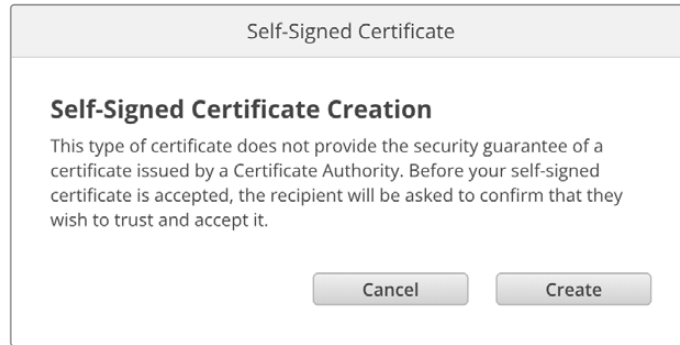 Self-Signed Certificate
Self-Signed Certificate Creation
This type of certificate does not provide the security guarantee of a
certificate issued by a Certificate Authority. Before your self-signed
certificate is accepted, the recipient will be asked to confirm that they
wish to trust and accept it.
Cancel Create